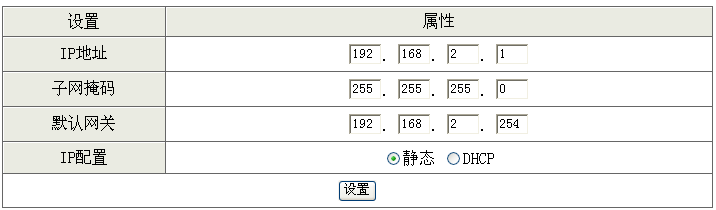 设置 属性
IP地址 192. 168. 2. 1
子网掩码 255. 255. 255. 0
默认网关 192. 168. 2. 254
IP配置 静态 DHCP
设置